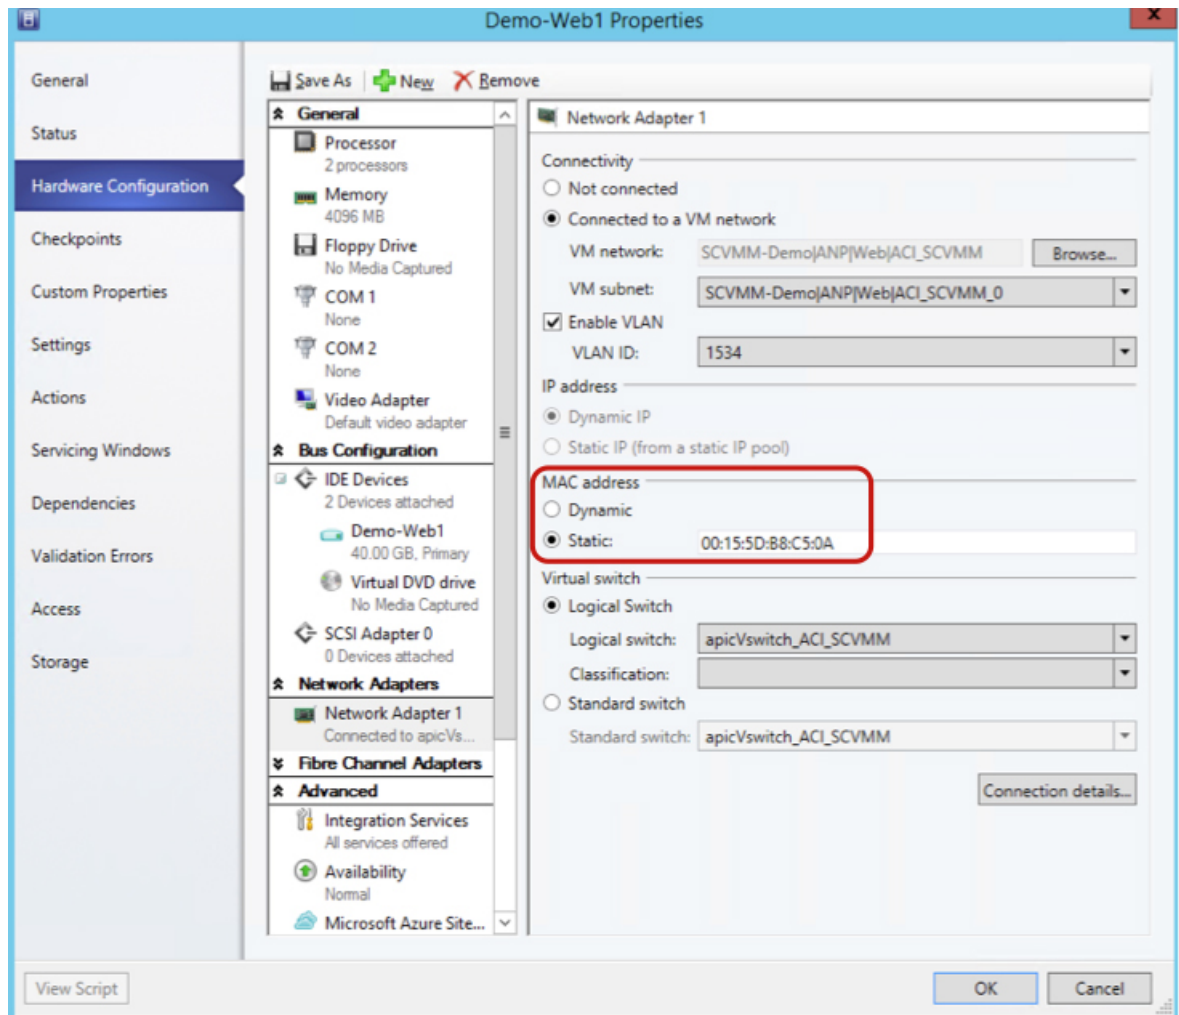 Demo-Web1 Properties
x
General
Status
Hardware Configuration
Checkpoints
Custom Properties
Settings
Actions
Servicing Windows
Dependencies
Validation Errors
Access
Storage
Save As New Remove
General
Processor
2 processors
Memory
4096 MB
Floppy Drive
No Media Captured
COM 1
None
COM 2
None
Video Adapter
Default video adapter
Bus Configuration
IDE Devices
2 Devices attached
Demo-Web1
40.00 GB, Primary
Virtual DVD drive
No Media Captured
SCSI Adapter 0
0 Devices attached
Network Adapters
Network Adapter 1
Connected to apicVs...
Fibre Channel Adapters
Advanced
Integration Services
All services offered
Availability
Normal
Microsoft Azure Site...
Network Adapter 1
Connectivity
Not connected
Connected to a VM network
VM network: SCVMM-Demo|ANP|Web|ACI_SCVMM Browse...
VM subnet: SCVMM-Demo|ANP|Web|ACI_SCVMM_0
Enable VLAN
VLAN ID: 1534
IP address
Dynamic IP
Static IP (from a static IP pool)
MAC address
Dynamic
Static: 00:15:5D:B8:C5:0A
Virtual switch
Logical Switch
Logical switch: apicVswitch_ACI_SCVMM
Classification:
Standard switch
Standard switch: apicVswitch_ACI_SCVMM
Connection details...
View Script
OK Cancel